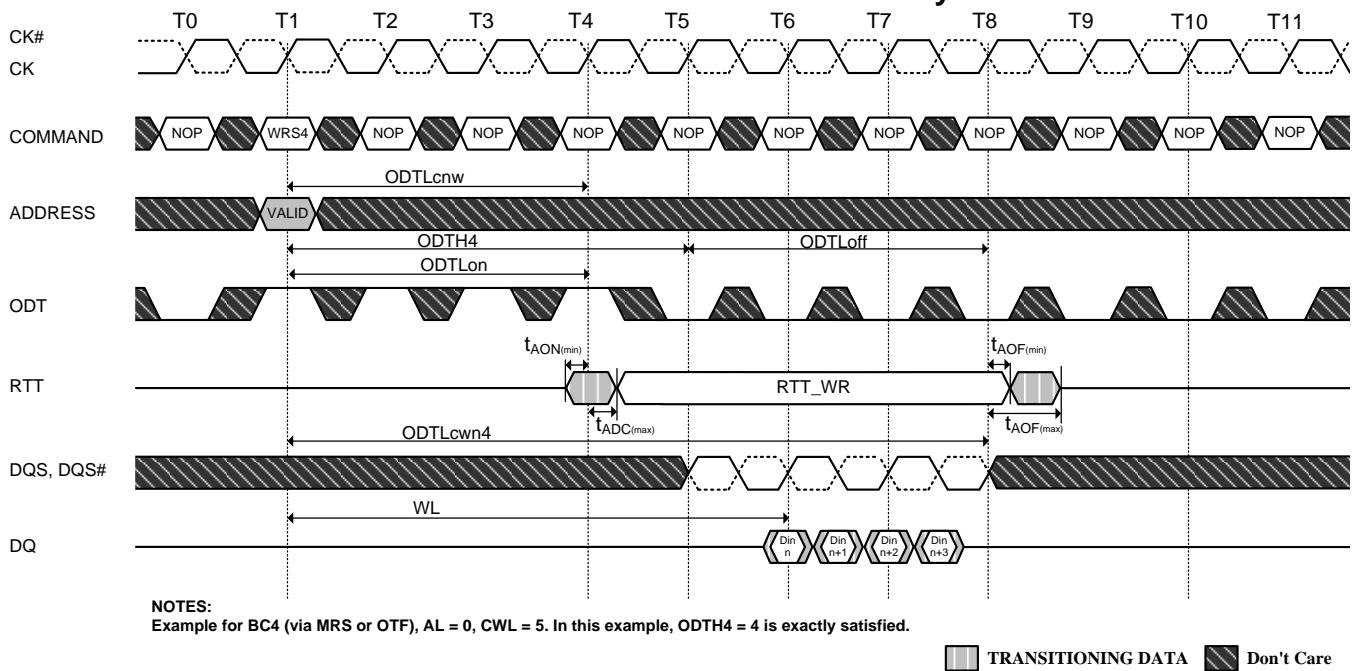 y
T0 T1 T2 T3 T4 T5 T6 T7 T8 T9 T10 T11
CK#
CK
COMMAND NOP WRS4 NOP NOP NOP NOP NOP NOP NOP NOP NOP NOP
ODTLcnw
ADDRESS VALID
ODTH4 ODTLoff
ODTLon
ODT
tAON(min) tAOF(min)
RTT RTT_WR
tADC(max) tAOF(max)
ODTLcwn4
DQS, DQS#
WL
DQ Din n Din n+1 Din n+2 Din n+3
NOTES:
Example for BC4 (via MRS or OTF), AL = 0, CWL = 5. In this example, ODTH4 = 4 is exactly satisfied.
TRANSITIONING DATA Don't Care